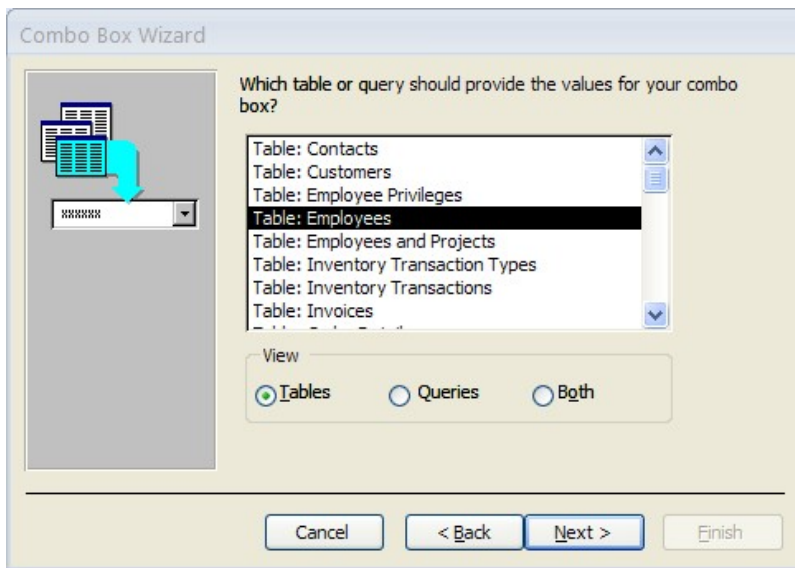 Combo Box Wizard
Which table or query should provide the values for your combo
box?
Table: Contacts
Table: Customers
Table: Employee Privileges
Table: Employees
Table: Employees and Projects
Table: Inventory Transaction Types
Table: Inventory Transactions
Table: Invoices
xxxxxx
View
Tables
Queries
Both
Cancel
< Back
Next >
Finish